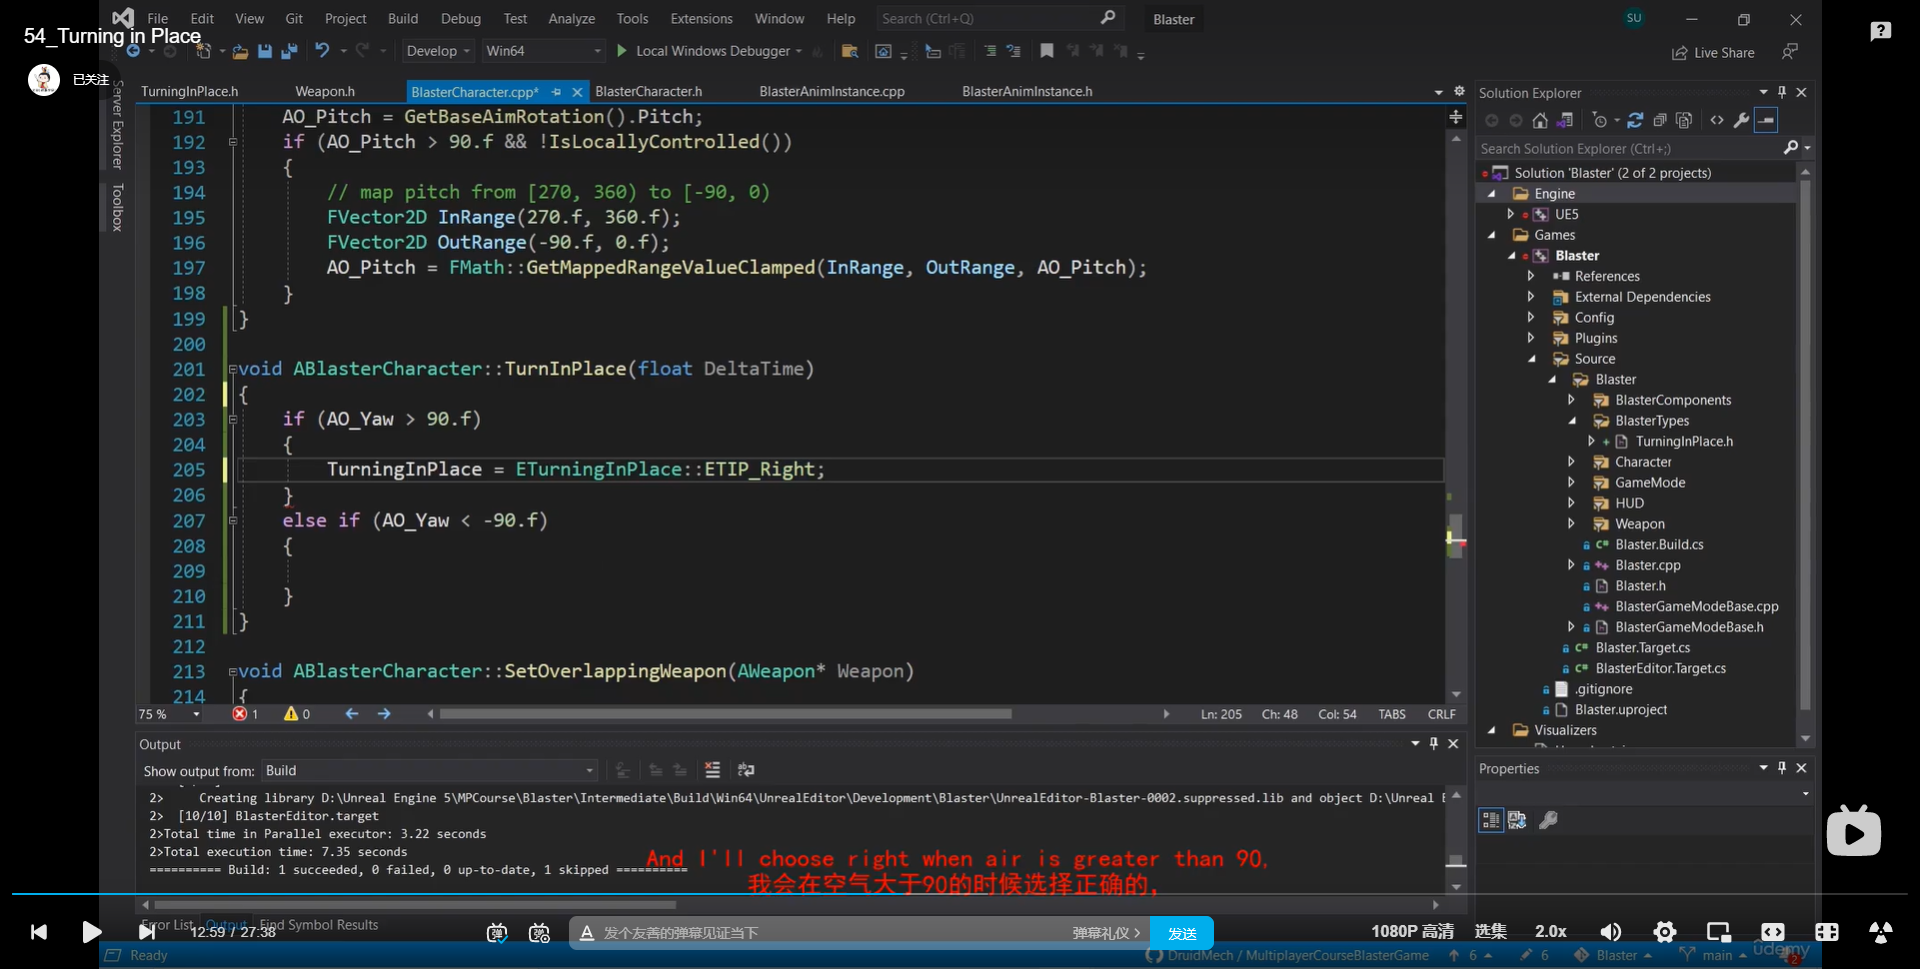 File Edit View Git Project Build Debug Test Analyze Tools Extensions Window Help Search (Ctrl+Q) Blaster SU
54_Turning in Place
Develop Win64 Local Windows Debugger Live Share
已关注
Server Explorer
Toolbox
TurningInPlace.h Weapon.h BlasterCharacter.cpp* BlasterCharacter.h BlasterAnimInstance.cpp BlasterAnimInstance.h
191 AO_Pitch = GetBaseAimRotation().Pitch;
192 if (AO_Pitch > 90.f && !IsLocallyControlled())
193 {
194 // map pitch from [270, 360) to [-90, 0)
195 FVector2D InRange(270.f, 360.f);
196 FVector2D OutRange(-90.f, 0.f);
197 AO_Pitch = FMath::GetMappedRangeValueClamped(InRange, OutRange, AO_Pitch);
198 }
199 }
200
201 void ABlasterCharacter::TurnInPlace(float DeltaTime)
202 {
203 if (AO_Yaw > 90.f)
204 {
205 TurningInPlace = ETurningInPlace::ETIP_Right;
206 }
207 else if (AO_Yaw < -90.f)
208 {
209
210 }
211 }
212
213 void ABlasterCharacter::SetOverlappingWeapon(AWeapon* Weapon)
214 {
75 % 1 0 Ln: 205 Ch: 48 Col: 54 TABS CRLF
Solution Explorer
Search Solution Explorer (Ctrl+;)
Solution 'Blaster' (2 of 2 projects)
Engine
UE5
Games
Blaster
References
External Dependencies
Config
Plugins
Source
Blaster
BlasterComponents
BlasterTypes
TurningInPlace.h
Character
GameMode
HUD
Weapon
Blaster.Build.cs
Blaster.cpp
Blaster.h
BlasterGameModeBase.cpp
BlasterGameModeBase.h
Blaster.Target.cs
BlasterEditor.Target.cs
.gitignore
Blaster.uproject
Visualizers
Properties
Output
Show output from: Build
2> Creating library D:\Unreal Engine 5\MPCourse\Blaster\Intermediate\Build\Win64\UnrealEditor\Development\Blaster\UnrealEditor-Blaster-0002.suppressed.lib and object D:\Unreal E
2> [10/10] BlasterEditor.target
2>Total time in Parallel executor: 3.22 seconds
2>Total execution time: 7.35 seconds
========== Build: 1 succeeded, 0 failed, 0 up-to-date, 1 skipped ==========
And I'll choose right when air is greater than 90,
我会在空气大于90的时候选择正确的，
Error List Output Find Symbol Results
12:59 / 27:38 发个友善的弹幕见证当下 弹幕礼仪 > 发送 1080P 高清 选集 2.0x
Ready DruidMech / MultiplayerCourseBlasterGame 6 6 Blaster main 2
udemy